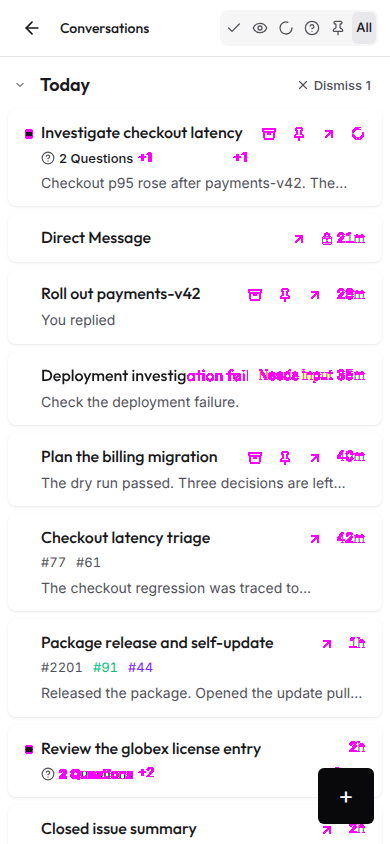 Conversations All
Today Dismiss 1
Investigate checkout latency
2 Questions +1 +1
Checkout p95 rose after payments-v42. The...
Direct Message 21m
Roll out payments-v42 28m
You replied
Deployment investigation fail Needs input 35m
Check the deployment failure.
Plan the billing migration 40m
The dry run passed. Three decisions are left...
Checkout latency triage 42m
#77 #61
The checkout regression was traced to...
Package release and self-update 1h
#2201 #91 #44
Released the package. Opened the update pull...
Review the globex license entry 2h
Questions +2
+
Closed issue summary 2h